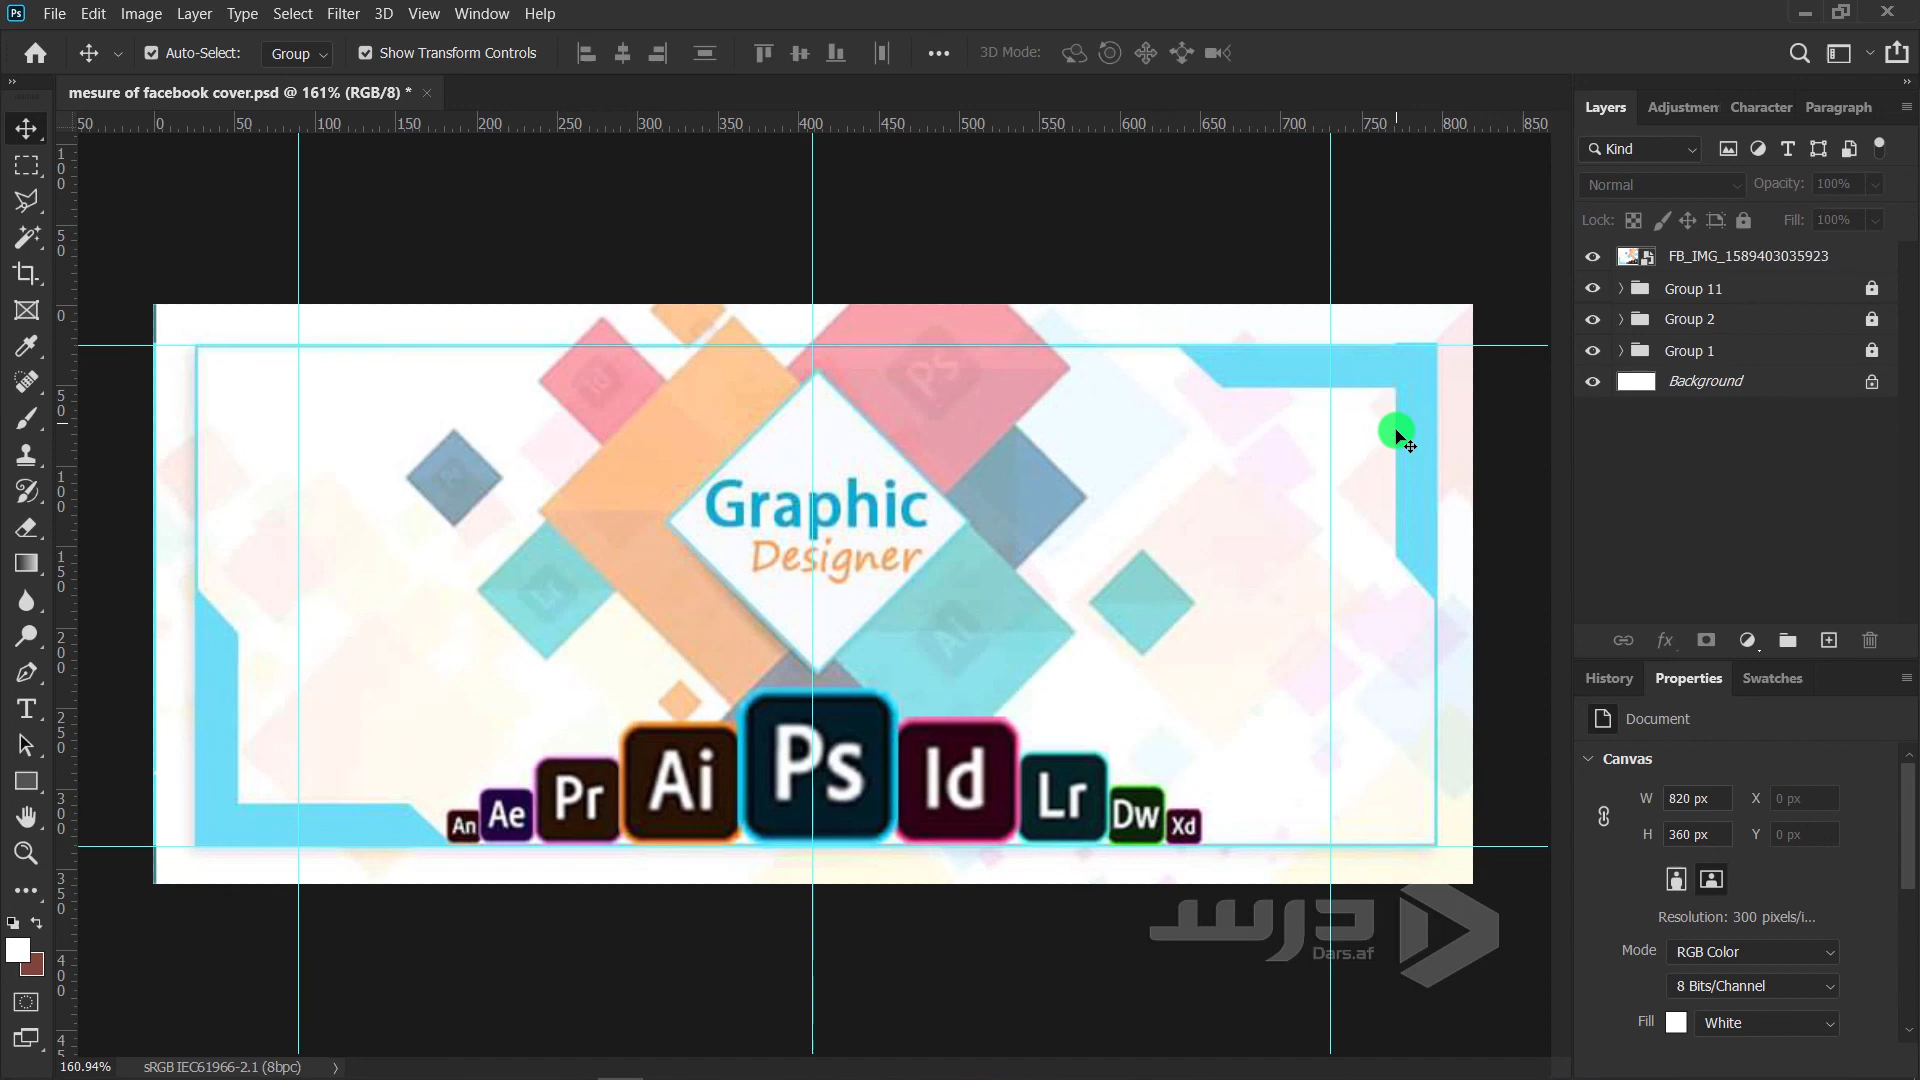 Ps File Edit Image Layer Type Select Filter 3D View Window Help
Auto-Select: Group Show Transform Controls 3D Mode:
mesure of facebook cover.psd @ 161% (RGB/8) *
50 0 50 100 150 200 250 300 350 400 450 500 550 600 650 700 750 800 850
Layers Adjustmen Character Paragraph
Kind
Normal Opacity: 100%
Lock: Fill: 100%
FB_IMG_1589403035923
Group 11
Group 2
Group 1
Background
Graphic
Designer
An Ae Pr Ai Ps Id Lr Dw Xd
درس
Dars.af
History Properties Swatches
Document
Canvas
W 820 px X 0 px
H 360 px Y 0 px
Resolution: 300 pixels/i...
Mode RGB Color
8 Bits/Channel
Fill White
160.94% sRGB IEC61966-2.1 (8bpc)